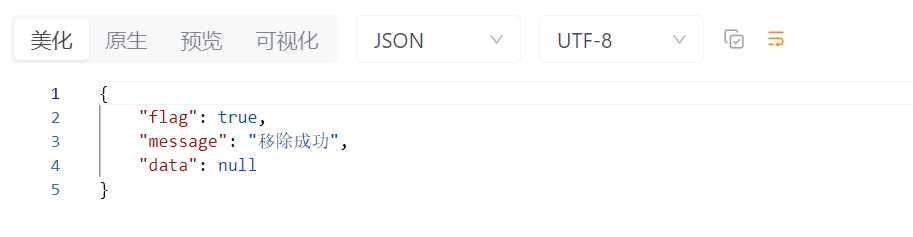 美化 原生 预览 可视化 JSON UTF-8
1 {
2 "flag": true,
3 "message": "移除成功",
4 "data": null
5 }